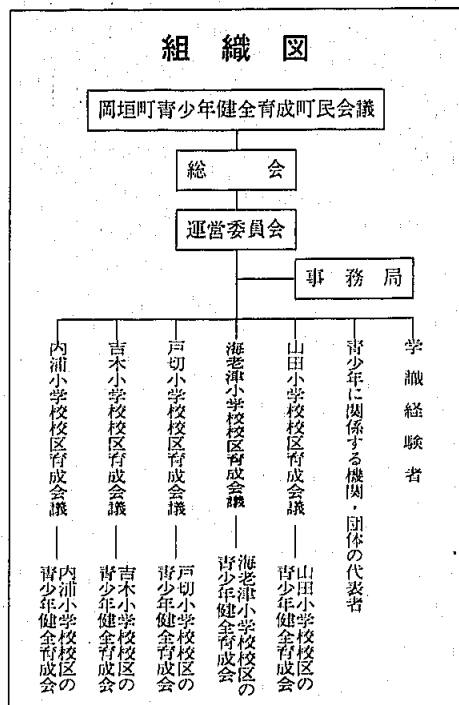 組織図
岡垣町青少年健全育成町民会議
総会
運営委員会
事務局
学識経験者
青少年に関係する機関・団体の代表者
山田小学校校区育成会議
海老津小学校校区育成会議
戸切小学校校区育成会議
吉木小学校校区育成会議
内浦小学校校区育成会議
山田小学校校区の
青少年健全育成会
海老津小学校校区の
青少年健全育成会
戸切小学校校区の
青少年健全育成会
吉木小学校校区の
青少年健全育成会
内浦小学校校区の
青少年健全育成会